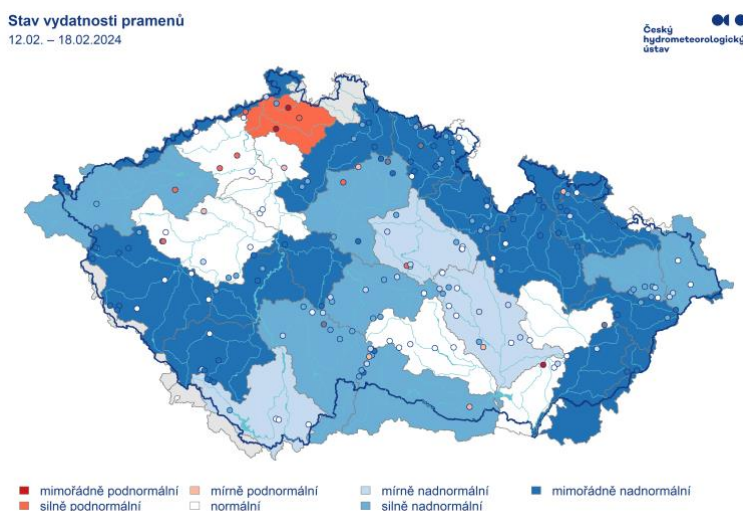 Stav vydatnosti pramenů
12.02. – 18.02.2024
Český
hydrometeorologický
ústav
mimořádně podnormální
silně podnormální
mírně podnormální
normální
mírně nadnormální
silně nadnormální
mimořádně nadnormální